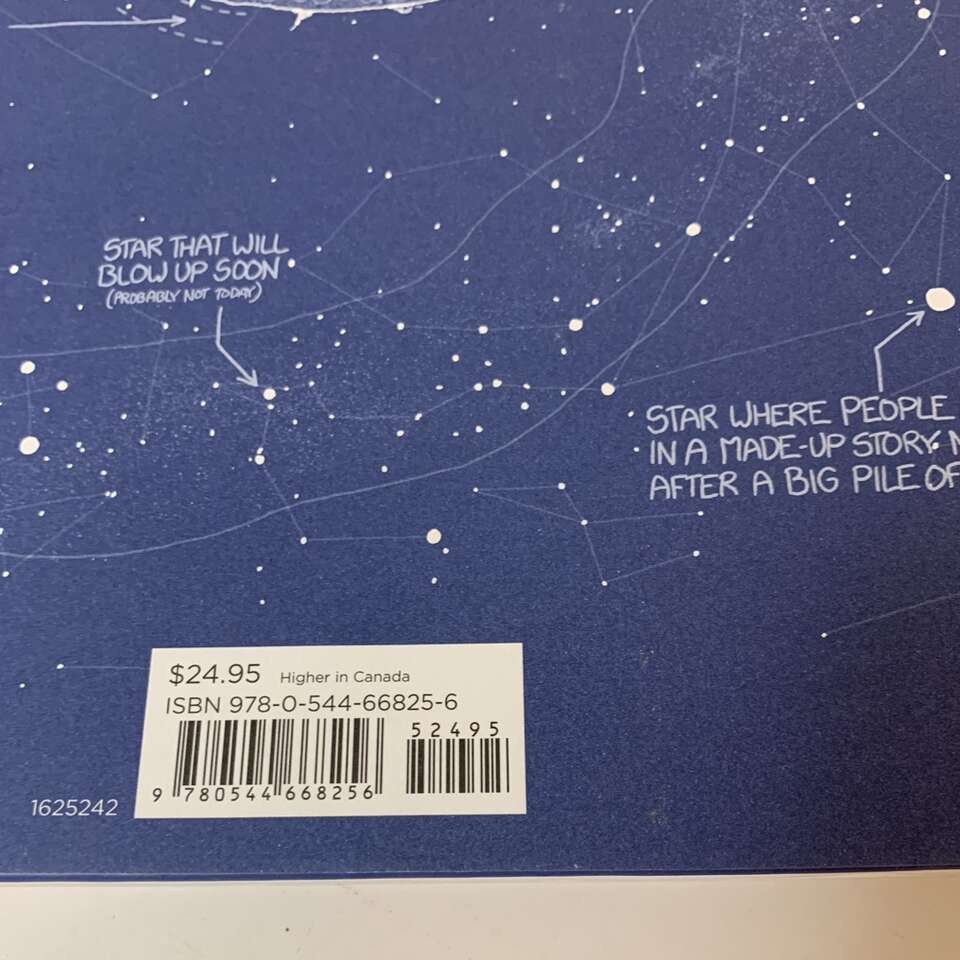 STAR THAT WILL
BLOW UP SOON
(PROBABLY NOT TODAY)
STAR WHERE PEOPLE
IN A MADE-UP STORY
AFTER A BIG PILE OF
$24.95 Higher in Canada
ISBN 978-0-544-66825-6
52495
9 780544 668256
1625242